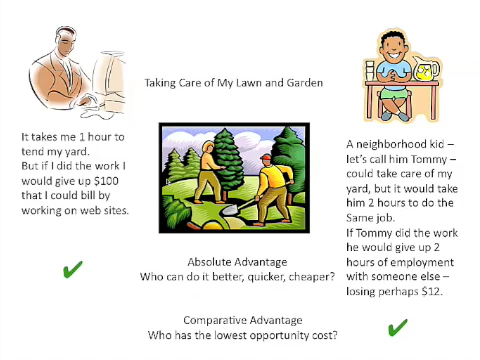 Taking Care of My Lawn and Garden
It takes me 1 hour to
tend my yard.
But if I did the work I
would give up $100
that I could bill by
working on web sites.
A neighborhood kid –
let's call him Tommy –
could take care of my
yard, but it would take
him 2 hours to do the
Same job.
If Tommy did the work
he would give up 2
hours of employment
with someone else –
losing perhaps $12.
Absolute Advantage
Who can do it better, quicker, cheaper?
Comparative Advantage
Who has the lowest opportunity cost?